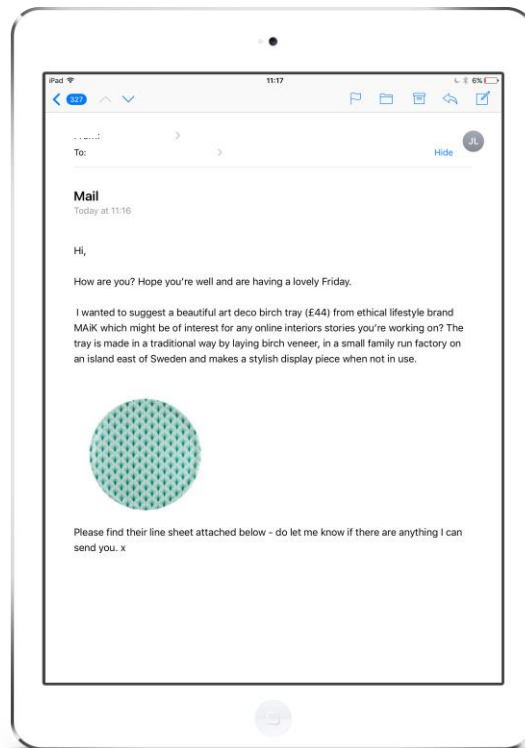 iPad
11:17
6%
327
To:
Hide
JL
Mail
Today at 11:16
Hi,
How are you? Hope you're well and are having a lovely Friday.
I wanted to suggest a beautiful art deco birch tray (£44) from ethical lifestyle brand
MAiK which might be of interest for any online interiors stories you're working on? The
tray is made in a traditional way by laying birch veneer, in a small family run factory on
an island east of Sweden and makes a stylish display piece when not in use.
Please find their line sheet attached below - do let me know if there are anything I can
send you. x